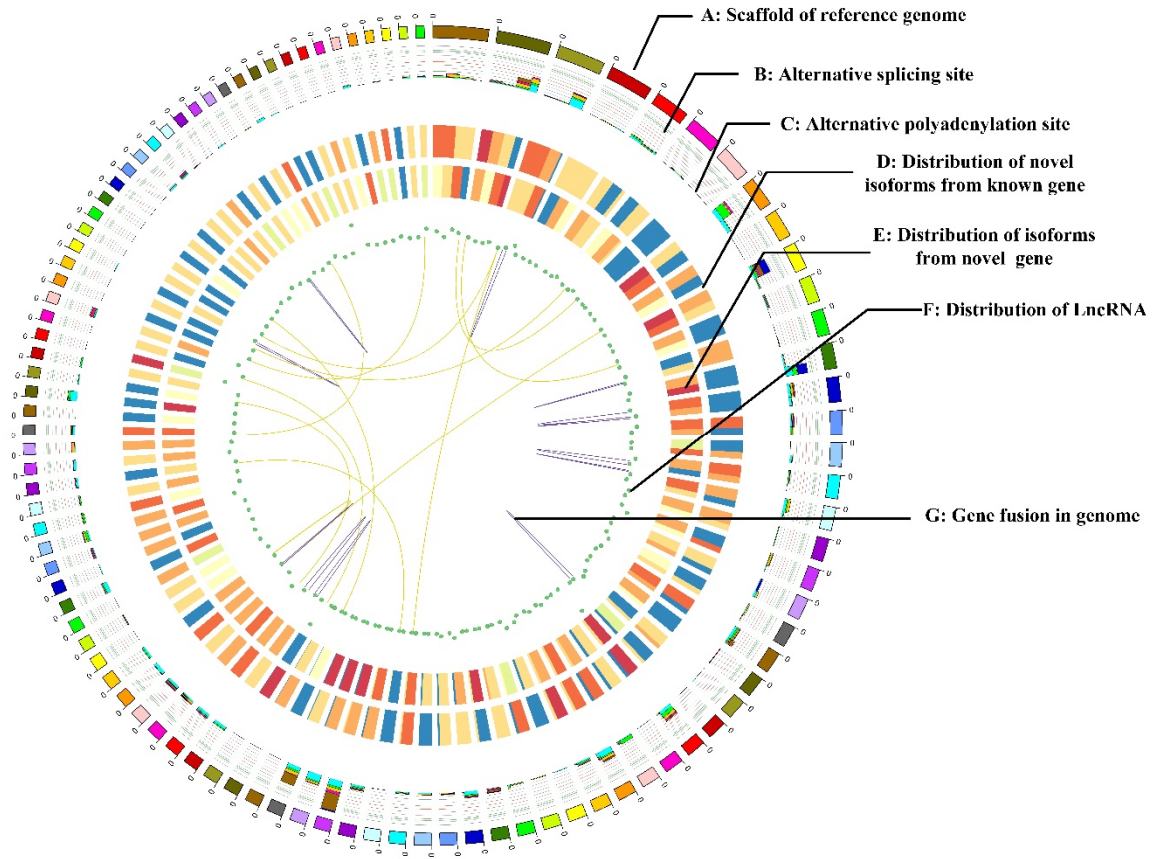 A: Scaffold of reference genome
B: Alternative splicing site
C: Alternative polyadenylation site
D: Distribution of novel
isoforms from known gene
E: Distribution of isoforms
from novel gene
F: Distribution of LncRNA
G: Gene fusion in genome